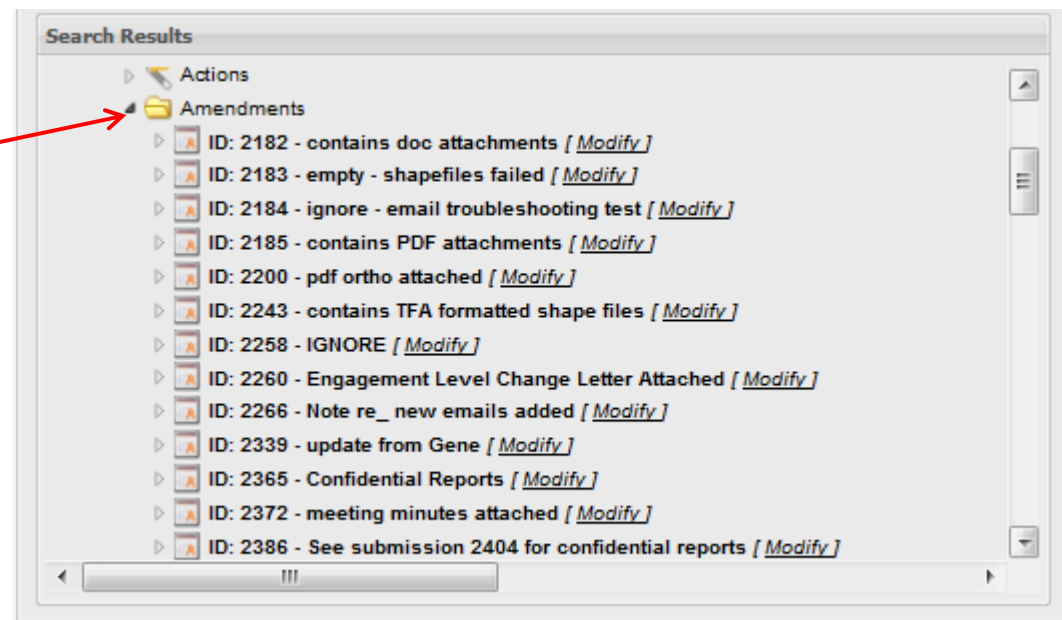 Search Results
Actions
Amendments
ID: 2182 - contains doc attachments [ Modify ]
ID: 2183 - empty - shapefiles failed [ Modify ]
ID: 2184 - ignore - email troubleshooting test [ Modify ]
ID: 2185 - contains PDF attachments [ Modify ]
ID: 2200 - pdf ortho attached [ Modify ]
ID: 2243 - contains TFA formatted shape files [ Modify ]
ID: 2258 - IGNORE [ Modify ]
ID: 2260 - Engagement Level Change Letter Attached [ Modify ]
ID: 2266 - Note re_ new emails added [ Modify ]
ID: 2339 - update from Gene [ Modify ]
ID: 2365 - Confidential Reports [ Modify ]
ID: 2372 - meeting minutes attached [ Modify ]
ID: 2386 - See submission 2404 for confidential reports [ Modify ]